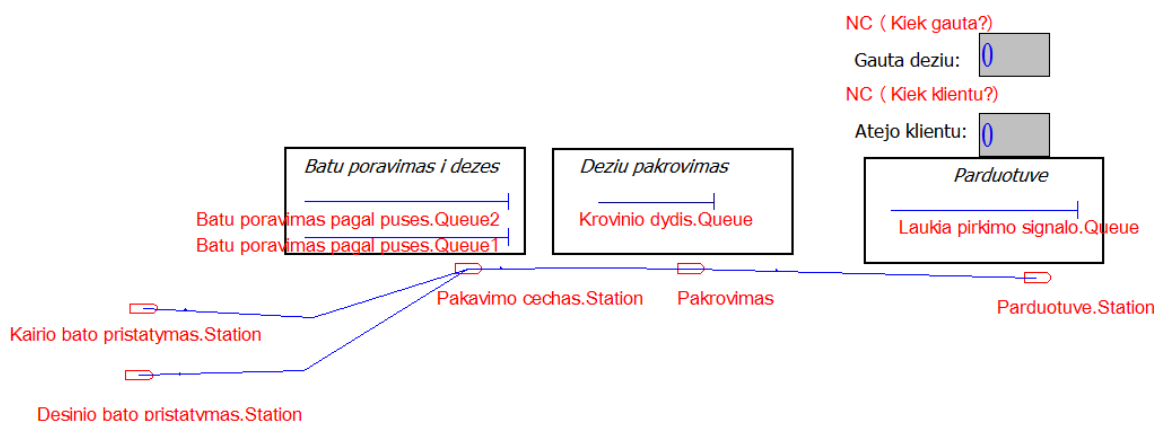 NC ( Kiek gauta?)
Gauta deziu: 0
NC ( Kiek klientu?)
Atejo klientu: 0
Batu poravimas i dezes
Deziu pakrovimas
Parduotuve
Batu poravimas pagal puses.Queue2
Krovinio dydis.Queue
Laukia pirkimo signalo.Queue
Batu poravimas pagal puses.Queue1
Pakavimo cechas.Station
Pakrovimas
Parduotuve.Station
Kairio bato pristatymas.Station
Desinio bato pristatymas.Station